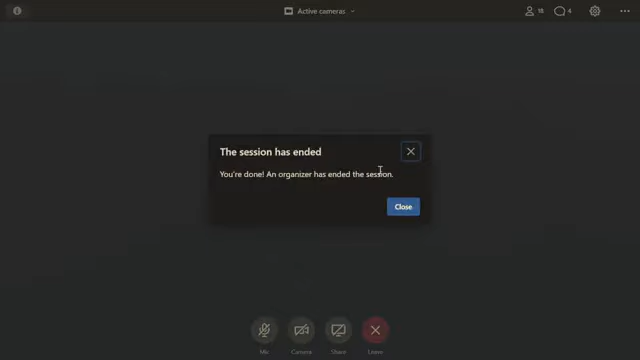 Active cameras
18
4
The session has ended
You're done! An organizer has ended the session.
Close
Mic
Camera
Share
Leave